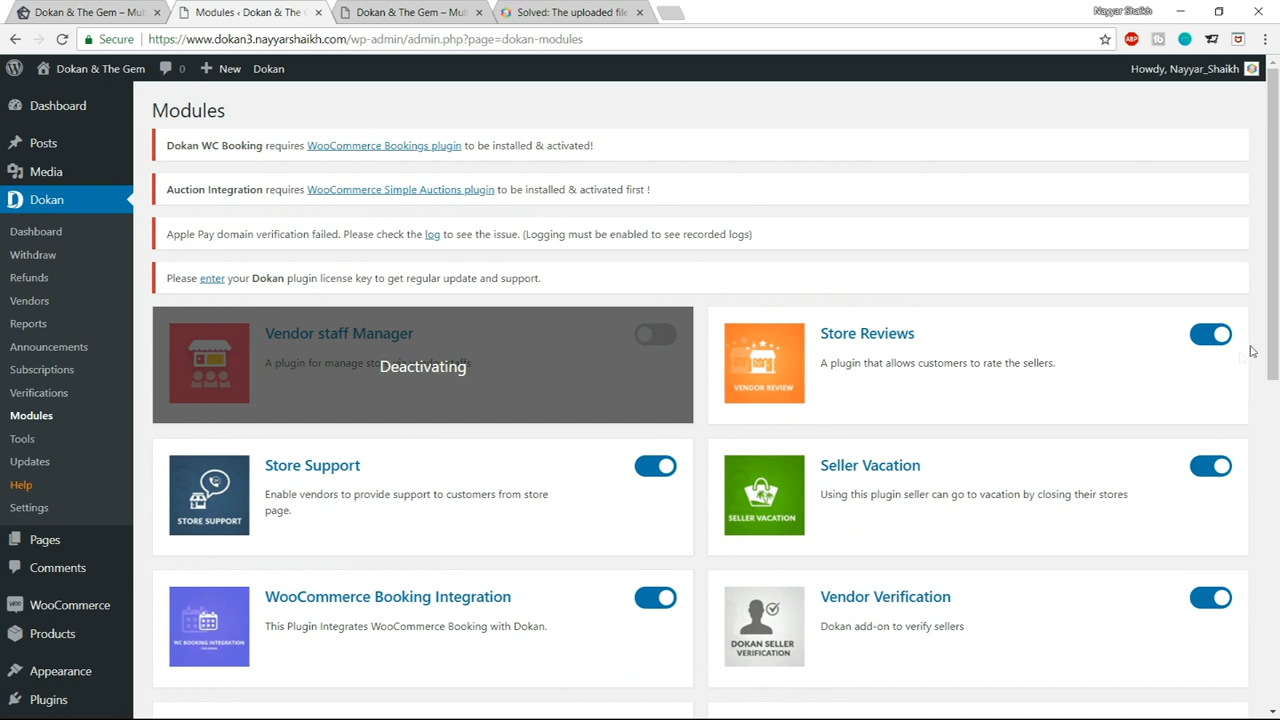 Dokan & The Gem – Mult
Modules ‹ Dokan & The G
Dokan & The Gem – Mult
Solved: The uploaded file
Nayyar Shaikh
Secure
https://www.dokan3.nayyarshaikh.com/wp-admin/admin.php?page=dokan-modules
ABP
Dokan & The Gem
0
New
Dokan
Howdy, Nayyar_Shaikh
Dashboard
Posts
Media
Dokan
Dashboard
Withdraw
Refunds
Vendors
Reports
Announcements
Subscriptions
Verifications
Modules
Tools
Updates
Help
Settings
Pages
Comments
WooCommerce
Products
Appearance
Plugins
Modules
Dokan WC Booking requires WooCommerce Bookings plugin to be installed & activated!
Auction Integration requires WooCommerce Simple Auctions plugin to be installed & activated first !
Apple Pay domain verification failed. Please check the log to see the issue. (Logging must be enabled to see recorded logs)
Please enter your Dokan plugin license key to get regular update and support.
Vendor staff Manager
Deactivating
VENDOR REVIEW
Store Reviews
A plugin that allows customers to rate the sellers.
STORE SUPPORT
Store Support
Enable vendors to provide support to customers from store
page.
SELLER VACATION
Seller Vacation
Using this plugin seller can go to vacation by closing their stores
WC BOOKING INTEGRATION
WooCommerce Booking Integration
This Plugin Integrates WooCommerce Booking with Dokan.
DOKAN SELLER
VERIFICATION
Vendor Verification
Dokan add-on to verify sellers